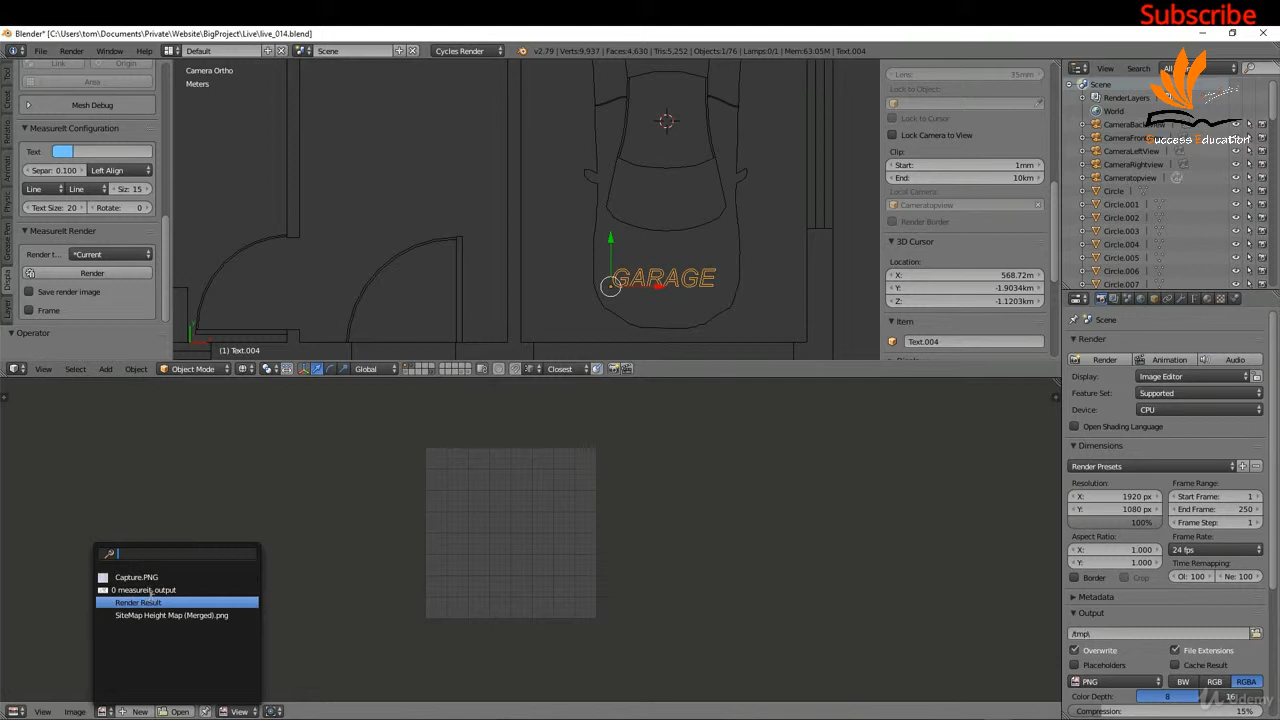 Subscribe
Blender* [C:\Users\tom\Documents\Private\Website\BigProject\Live\live_014.blend]
File Render Window Help Default Scene Cycles Render v2.79 | Verts:9,937 | Faces:4,630 | Tris:5,252 | Objects:1/76 | Lamps:0/1 | Mem:63.05M | Text.004
View Search
Link Origin
Area
Mesh Debug
MeasureIt Configuration
Text
Separ: 0.100 Left Align
Line Line Siz: 15
Text Size: 20 Rotate: 0
MeasureIt Render
Render t... *Current
Render
Save render image
Frame
Operator
Camera Ortho
Meters
GARAGE
(1) Text.004
Lens: 35mm
Lock to Object:
Lock to Cursor
Lock Camera to View
Clip:
Start: 1mm
End: 10km
Local Camera:
Cameratopview
Render Border
3D Cursor
Location:
X: 568.72m
Y: -1.9034km
Z: -1.1203km
Item
Text.004
Scene
RenderLayers
World
CameraLeftView
CameraRightview
Cameratopview
Circle
Circle.001
Circle.002
Circle.003
Circle.004
Circle.005
Circle.006
Circle.007
Success Education
View Select Add Object Object Mode Global Closest
Scene
Render
Render Animation Audio
Display: Image Editor
Feature Set: Supported
Device: CPU
Open Shading Language
Dimensions
Render Presets
Resolution: Frame Range:
X: 1920 px Start Frame: 1
Y: 1080 px End Frame: 250
100% Frame Step: 1
Aspect Ratio: Frame Rate:
X: 1.000 24 fps
Y: 1.000 Time Remapping:
Border Crop Ol: 100 Ne: 100
Metadata
Output
/tmp\
Overwrite File Extensions
Placeholders Cache Result
PNG BW RGB RGBA
Color Depth: 8 16
Compression: 15%
Capture.PNG
0 measureit_output
Render Result
SiteMap Height Map (Merged).png
View Image New Open View
Udemy